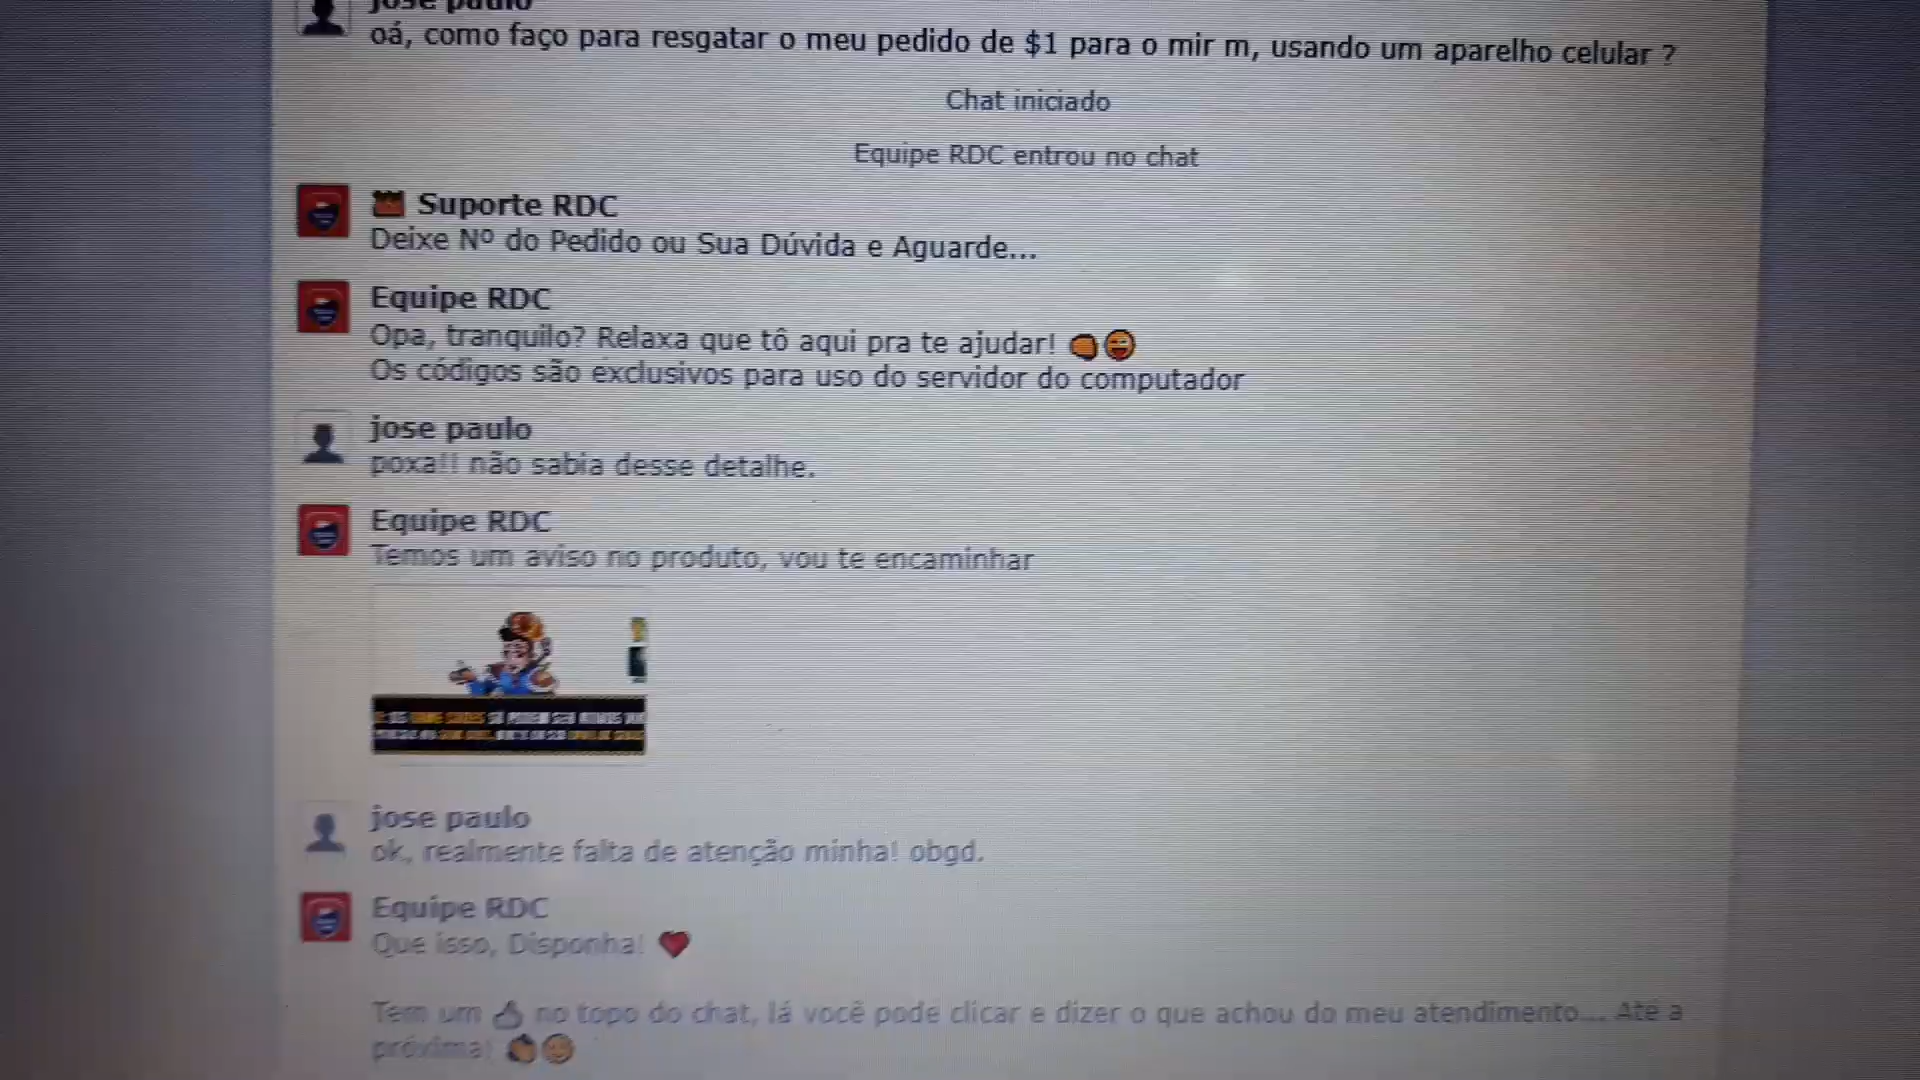 jose paulo
oá, como faço para resgatar o meu pedido de $1 para o mir m, usando um aparelho celular ?
Chat iniciado
Equipe RDC entrou no chat
Suporte RDC
Deixe Nº do Pedido ou Sua Dúvida e Aguarde...
Equipe RDC
Opa, tranquilo? Relaxa que tô aqui pra te ajudar!
Os códigos são exclusivos para uso do servidor do computador
jose paulo
poxa!! não sabia desse detalhe.
Equipe RDC
Temos um aviso no produto, vou te encaminhar
jose paulo
ok, realmente falta de atenção minha! obgd.
Equipe RDC
Que isso, Disponha!
Tem um no topo do chat, lá você pode clicar e dizer o que achou do meu atendimento... Até a
próxima!